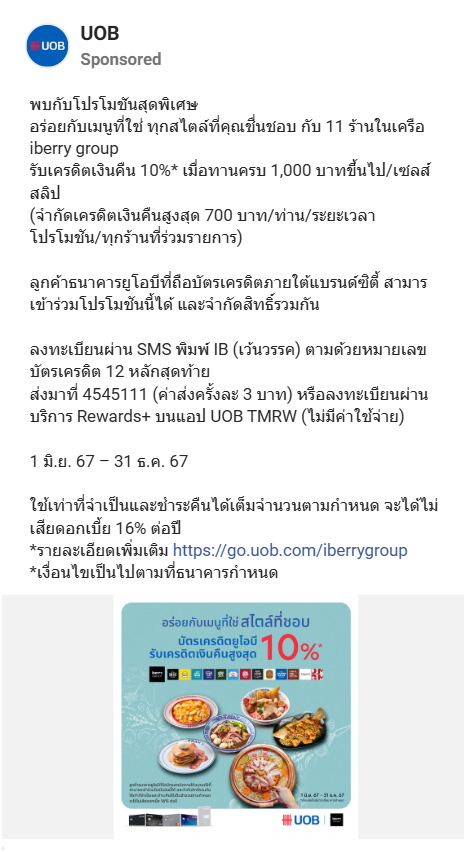 UOB
UOB
Sponsored
พบกับโปรโมชันสุดพิเศษ
อร่อยกับเมนูที่ใช่ ทุกสไตล์ที่คุณชื่นชอบ กับ 11 ร้านในเครือ
iberry group
รับเครดิตเงินคืน 10%* เมื่อทานครบ 1,000 บาทขึ้นไป/เซลส์
สลิป
(จำกัดเครดิตเงินคืนสูงสุด 700 บาท/ท่าน/ระยะเวลา
โปรโมชัน/ทุกร้านที่ร่วมรายการ)
ลูกค้าธนาคารยูโอบีที่ถือบัตรเครดิตภายใต้แบรนด์ซิตี้ สามาร
เข้าร่วมโปรโมชันนี้ได้ และจำกัดสิทธิ์รวมกัน
ลงทะเบียนผ่าน SMS พิมพ์ IB (เว้นวรรค) ตามด้วยหมายเลข
บัตรเครดิต 12 หลักสุดท้าย
ส่งมาที่ 4545111 (ค่าส่งครั้งละ 3 บาท) หรือลงทะเบียนผ่าน
บริการ Rewards+ บนแอป UOB TMRW (ไม่มีค่าใช้จ่าย)
1 มิ.ย. 67 – 31 ธ.ค. 67
ใช้เท่าที่จำเป็นและชำระคืนได้เต็มจำนวนตามกำหนด จะได้ไม่
เสียดอกเบี้ย 16% ต่อปี
*รายละเอียดเพิ่มเติม https://go.uob.com/iberrygroup
*เงื่อนไขเป็นไปตามที่ธนาคารกำหนด
อร่อยกับเมนูที่ใช่ สไตล์ที่ชอบ
บัตรเครดิตยูโอบี
รับเครดิตเงินคืนสูงสุด 10%*
1 มิ.ย. 67 – 31 ธ.ค. 67
UOB